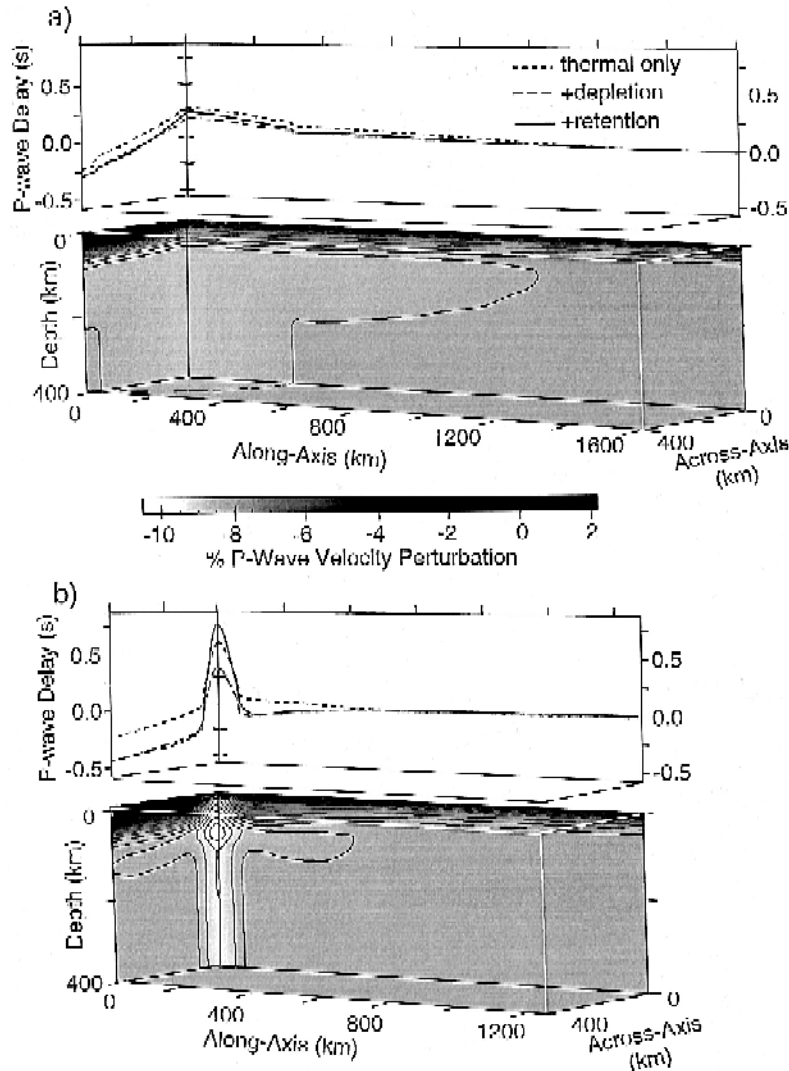 a)
P-wave Delay (s)
0.5
0.0
-0.5
thermal only
+depletion
+retention
0.5
0.0
-0.5
0
Depth (km)
400
0
400
800
1200
1600
400
0
Along-Axis (km)
Across-Axis
(km)
-10 -8 -6 -4 -2 0 2
% P-Wave Velocity Perturbation
b)
P-wave Delay (s)
0.5
0.0
-0.5
0.5
0.0
-0.5
0
Depth (km)
400
0
400
800
1200
400
0
Along-Axis (km)
Across-Axis
(km)